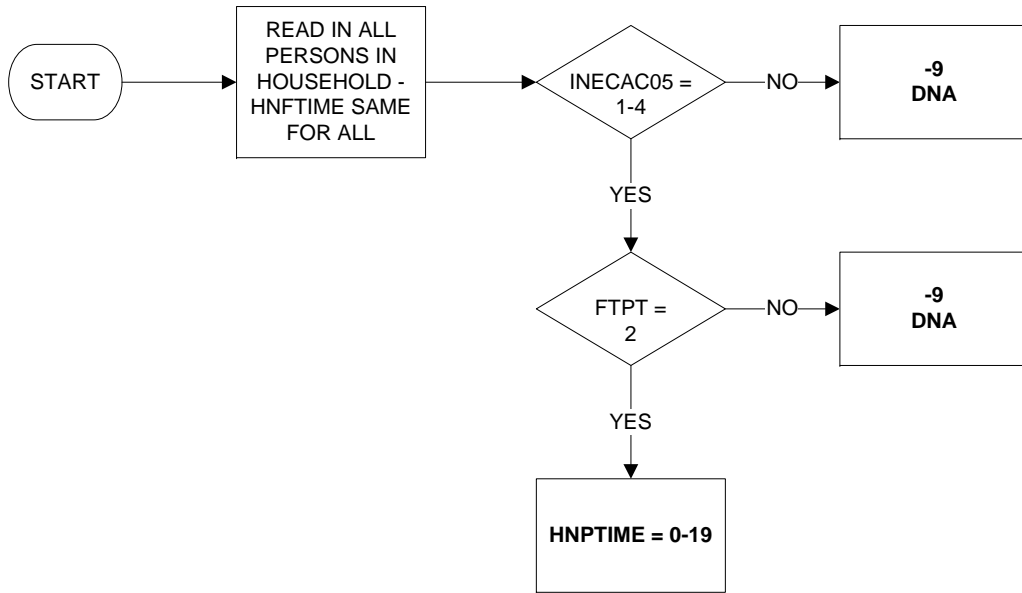 START
READ IN ALL
PERSONS IN
HOUSEHOLD -
HNFTIME SAME
FOR ALL
INECAC05 =
1-4
NO
-9
DNA
YES
FTPT =
2
NO
-9
DNA
YES
HNPTIME = 0-19